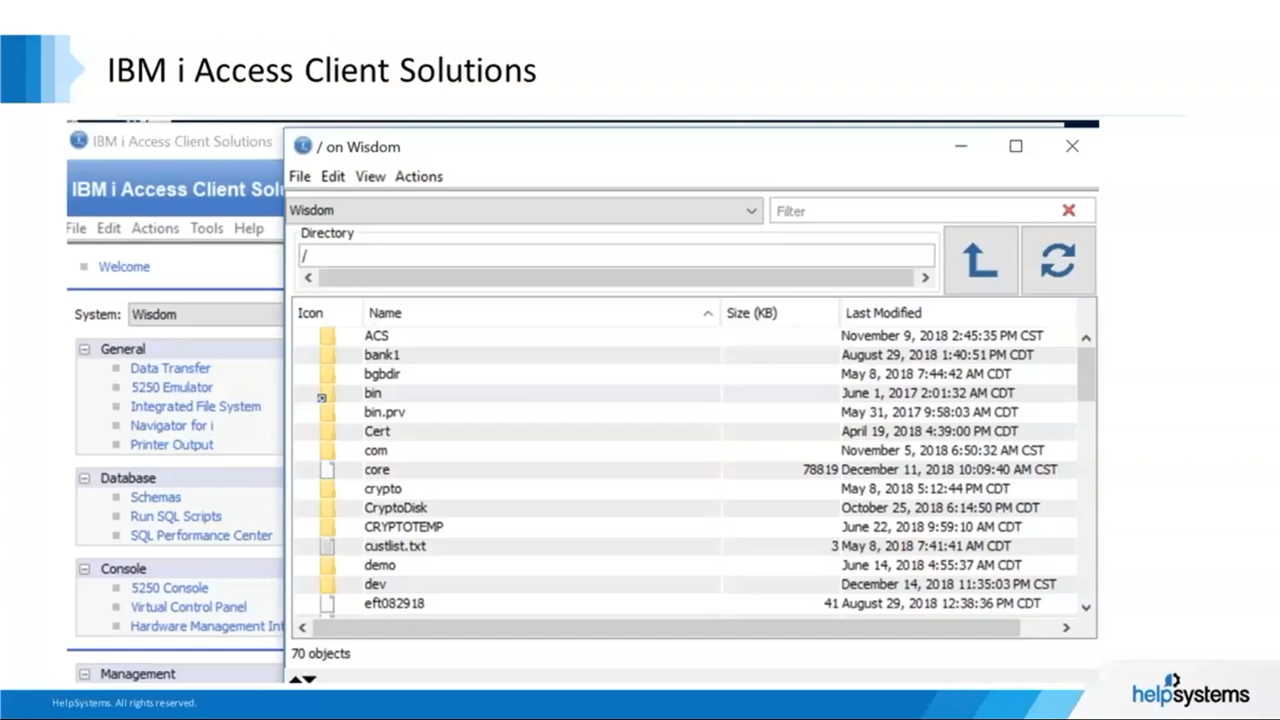 IBM i Access Client Solutions
IBM i Access Client Solutions
IBM i Access Client Solu
File Edit Actions Tools Help
Welcome
System: Wisdom
General
Data Transfer
5250 Emulator
Integrated File System
Navigator for i
Printer Output
Database
Schemas
Run SQL Scripts
SQL Performance Center
Console
5250 Console
Virtual Control Panel
Hardware Management Int
Management
/ on Wisdom
File Edit View Actions
Wisdom
Filter
Directory
/
Icon Name Size (KB) Last Modified
ACS November 9, 2018 2:45:35 PM CST
bank1 August 29, 2018 1:40:51 PM CDT
bgbdir May 8, 2018 7:44:42 AM CDT
bin June 1, 2017 2:01:32 AM CDT
bin.prv May 31, 2017 9:58:03 AM CDT
Cert April 19, 2018 4:39:00 PM CDT
com November 5, 2018 6:50:32 AM CST
core 78819 December 11, 2018 10:09:40 AM CST
crypto May 8, 2018 5:12:44 PM CDT
CryptoDisk October 25, 2018 6:14:50 PM CDT
CRYPTOTEMP June 22, 2018 9:59:10 AM CDT
custlist.txt 3 May 8, 2018 7:41:41 AM CDT
demo June 14, 2018 4:55:37 AM CDT
dev December 14, 2018 11:35:03 PM CST
eft082918 41 August 29, 2018 12:38:36 PM CDT
70 objects
HelpSystems. All rights reserved.
helpsystems